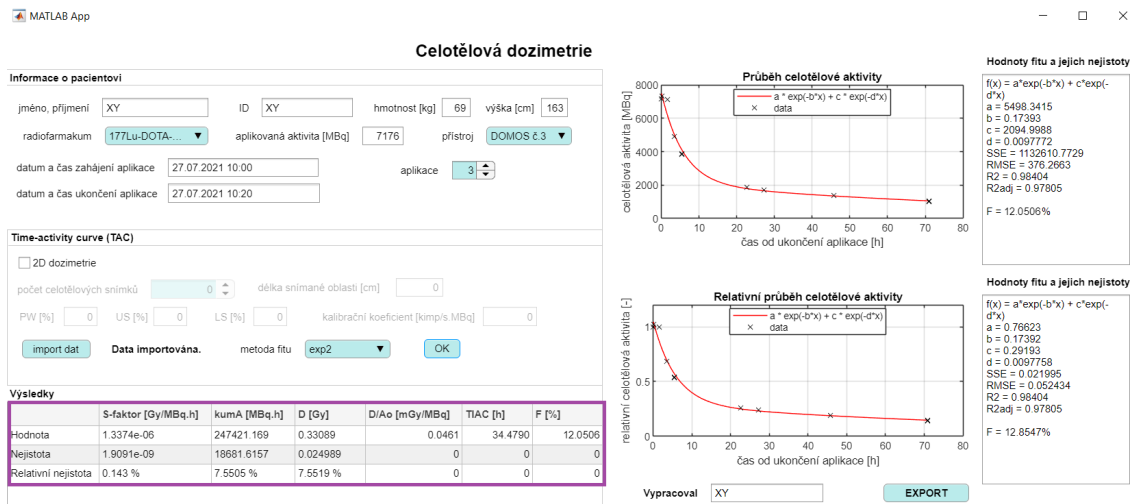 MATLAB App
Celotělová dozimetrie
Informace o pacientovi
jméno, příjmení XY ID XY hmotnost [kg] 69 výška [cm] 163
radiofarmakum 177Lu-DOTA-... aplikovaná aktivita [MBq] 7176 přístroj DOMOS č.3
datum a čas zahájení aplikace 27.07.2021 10:00 aplikace 3
datum a čas ukončení aplikace 27.07.2021 10:20
Time-activity curve (TAC)
2D dozimetrie
počet celotělových snímků 0 délka snímané oblasti [cm] 0
PW [%] 0 US [%] 0 LS [%] 0 kalibrační koeficient [kimp/s.MBq] 0
import dat Data importována. metoda fitu exp2 OK
Výsledky
S-faktor [Gy/MBq.h] kumA [MBq.h] D [Gy] D/Ao [mGy/MBq] TIAC [h] F [%]
Hodnota 1.3374e-06 247421.169 0.33089 0.0461 34.4790 12.0506
Nejistota 1.9091e-09 18681.6157 0.024989 0 0 0
Relativní nejistota 0.143 % 7.5505 % 7.5519 % 0 0 0
Průběh celotělové aktivity
celotělová aktivita [MBq]
8000
6000
4000
2000
0
a * exp(-b*x) + c * exp(-d*x)
data
0 10 20 30 40 50 60 70 80
čas od ukončení aplikace [h]
Hodnoty fitu a jejich nejistoty
f(x) = a*exp(-b*x) + c*exp(-
d*x)
a = 5498.3415
b = 0.17393
c = 2094.9988
d = 0.0097772
SSE = 1132610.7729
RMSE = 376.2663
R2 = 0.98404
R2adj = 0.97805
F = 12.0506%
Relativní průběh celotělové aktivity
relativní celotělová aktivita [-]
1
0.5
0
a * exp(-b*x) + c * exp(-d*x)
data
0 10 20 30 40 50 60 70 80
čas od ukončení aplikace [h]
Hodnoty fitu a jejich nejistoty
f(x) = a*exp(-b*x) + c*exp(-
d*x)
a = 0.76623
b = 0.17392
c = 0.29193
d = 0.0097758
SSE = 0.021995
RMSE = 0.052434
R2 = 0.98404
R2adj = 0.97805
F = 12.8547%
Vypracoval XY EXPORT